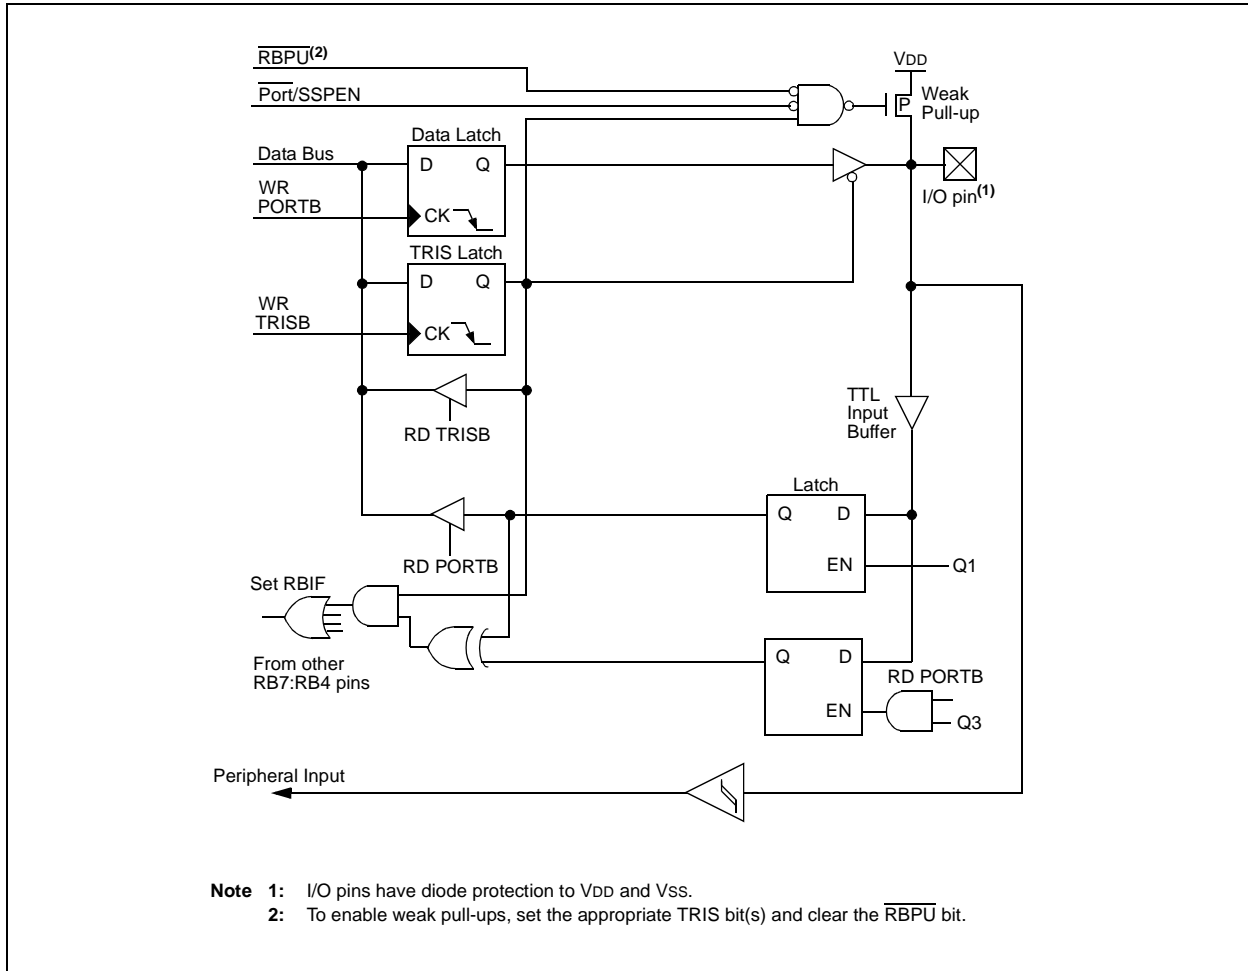 RBPU(2)
VDD
Port/SSPEN
P
Weak
Pull-up
Data Latch
Data Bus
D Q
WR
PORTB
CK
I/O pin(1)
TRIS Latch
D Q
WR
TRISB
CK
RD TRISB
TTL
Input
Buffer
Latch
Q D
EN
Q1
RD PORTB
Set RBIF
From other
RB7:RB4 pins
Q D
RD PORTB
EN
Q3
Peripheral Input
Note 1: I/O pins have diode protection to VDD and VSS.
2: To enable weak pull-ups, set the appropriate TRIS bit(s) and clear the RBPU bit.